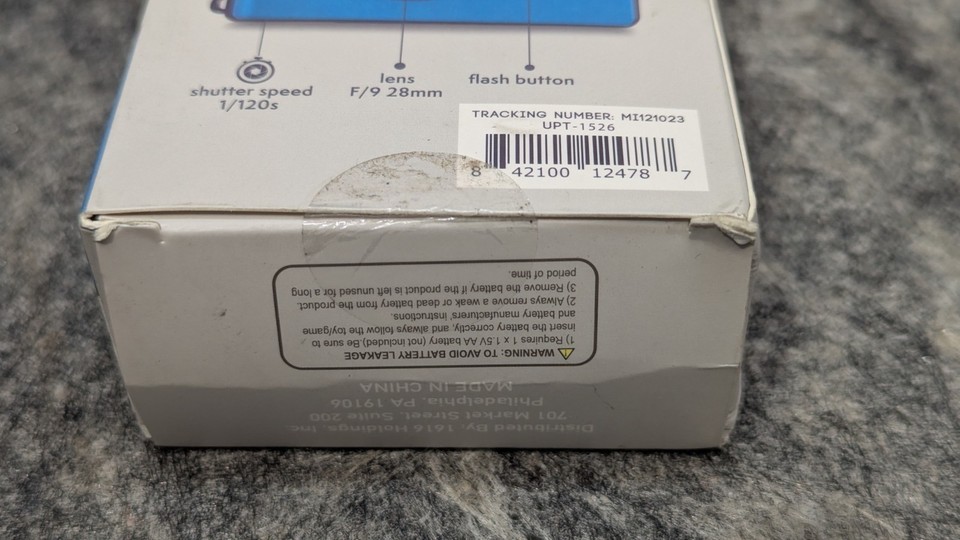 shutter speed
1/120s
lens
F/9 28mm
flash button
TRACKING NUMBER: MI121023
UPT-1526
8 42100 12478 7
WARNING: TO AVOID BATTERY LEAKAGE
1) Requires 1 x 1.5V AA battery (not included).Be sure to
insert the battery correctly, and always follow the toy/game
and battery manufacturers' instructions.
2) Always remove a weak or dead battery from the product.
3) Remove the battery if the product is left unused for a long
period of time.
Distributed By. 1616 Holdings, Inc.
701 Market Street, Suite 200
Philadelphia, PA 19106
MADE IN CHINA